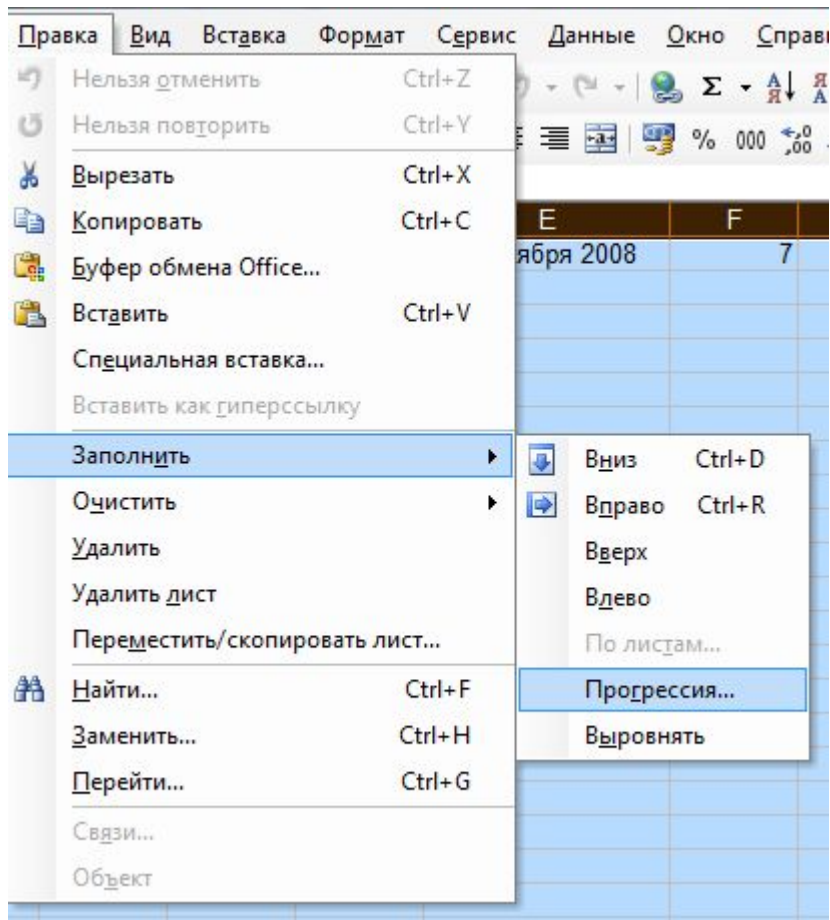 Правка Вид Вставка Формат Сервис Данные Окно
Нельзя отменить Ctrl+Z
Нельзя повторить Ctrl+Y
% 000
Вырезать Ctrl+X
Копировать Ctrl+C
E F
2008 7
Буфер обмена Office...
Вставить Ctrl+V
Специальная вставка...
Вставить как гиперссылку
Заполнить
Очистить
Удалить
Удалить лист
Переместить/скопировать лист...
Найти... Ctrl+F
Заменить... Ctrl+H
Перейти... Ctrl+G
Связи...
Объект
Вниз Ctrl+D
Вправо Ctrl+R
Вверх
Влево
По листам...
Прогрессия...
Выровнять